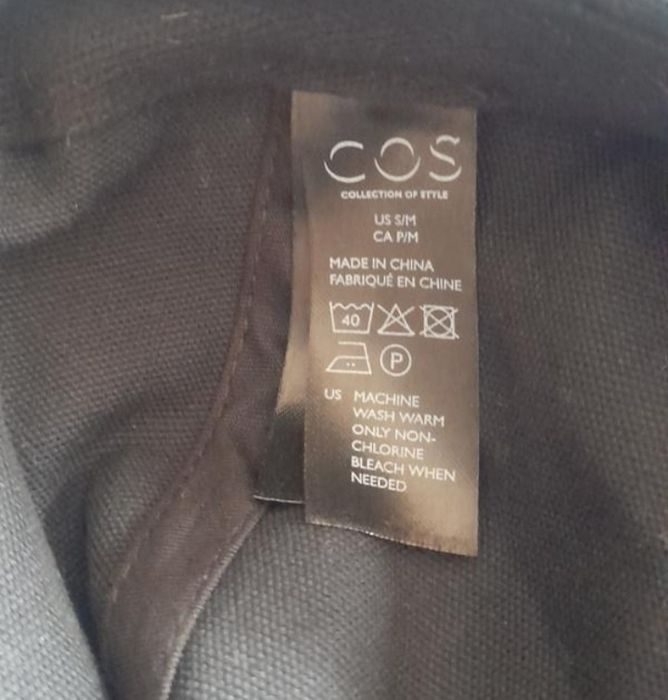 COS
COLLECTION OF STYLE
US S/M
CA P/M
MADE IN CHINA
FABRIQUÉ EN CHINE
40
P
US MACHINE
WASH WARM
ONLY NON-
CHLORINE
BLEACH WHEN
NEEDED